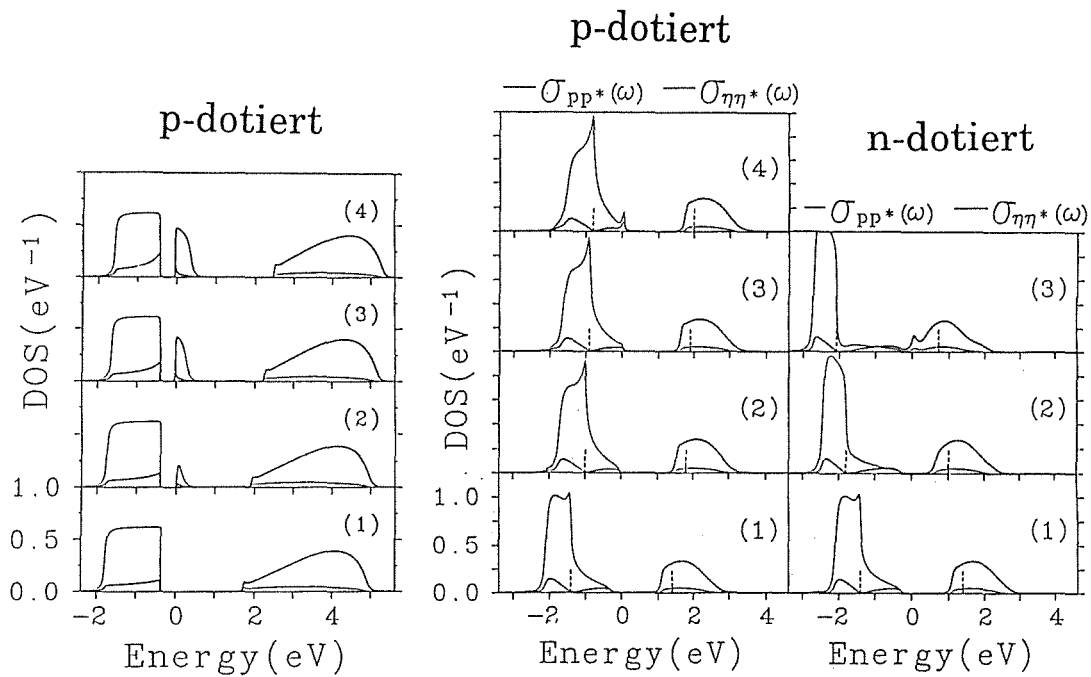 p-dotiert
DOS(eV⁻¹)
(4)
(3)
(2)
1.0
(1)
0.5
0.0
−2 0 2 4
Energy(eV)
p-dotiert
— σpp*(ω) — σηη*(ω)
DOS(eV⁻¹)
(4)
(3)
(2)
1.0
(1)
0.5
0.0
−2 0 2
Energy(eV)
n-dotiert
— σpp*(ω) — σηη*(ω)
(3)
(2)
(1)
−2 0 2
Energy(eV)